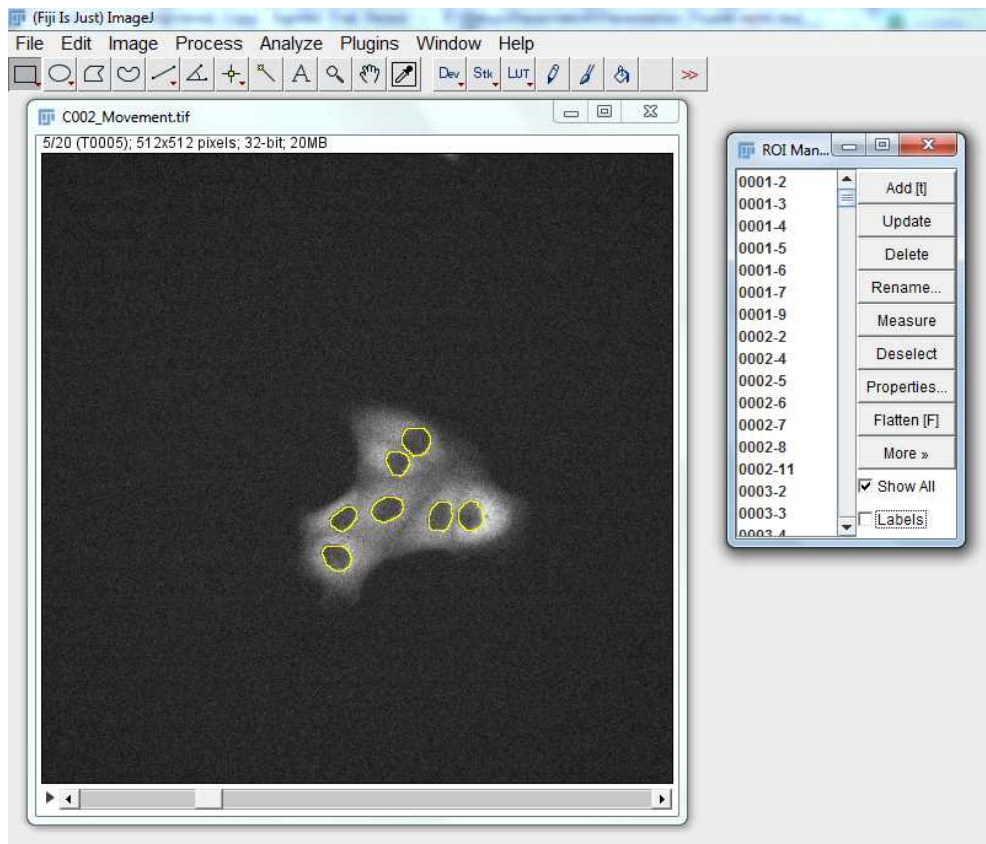 (Fiji Is Just) ImageJ
File Edit Image Process Analyze Plugins Window Help
A Dev Stk LUT >>
C002_Movement.tif
5/20 (T0005); 512x512 pixels; 32-bit; 20MB
ROI Man...
0001-2
0001-3
0001-4
0001-5
0001-6
0001-7
0001-9
0002-2
0002-4
0002-5
0002-6
0002-7
0002-8
0002-11
0003-2
0003-3
0003-4
Add [t]
Update
Delete
Rename...
Measure
Deselect
Properties...
Flatten [F]
More »
Show All
Labels